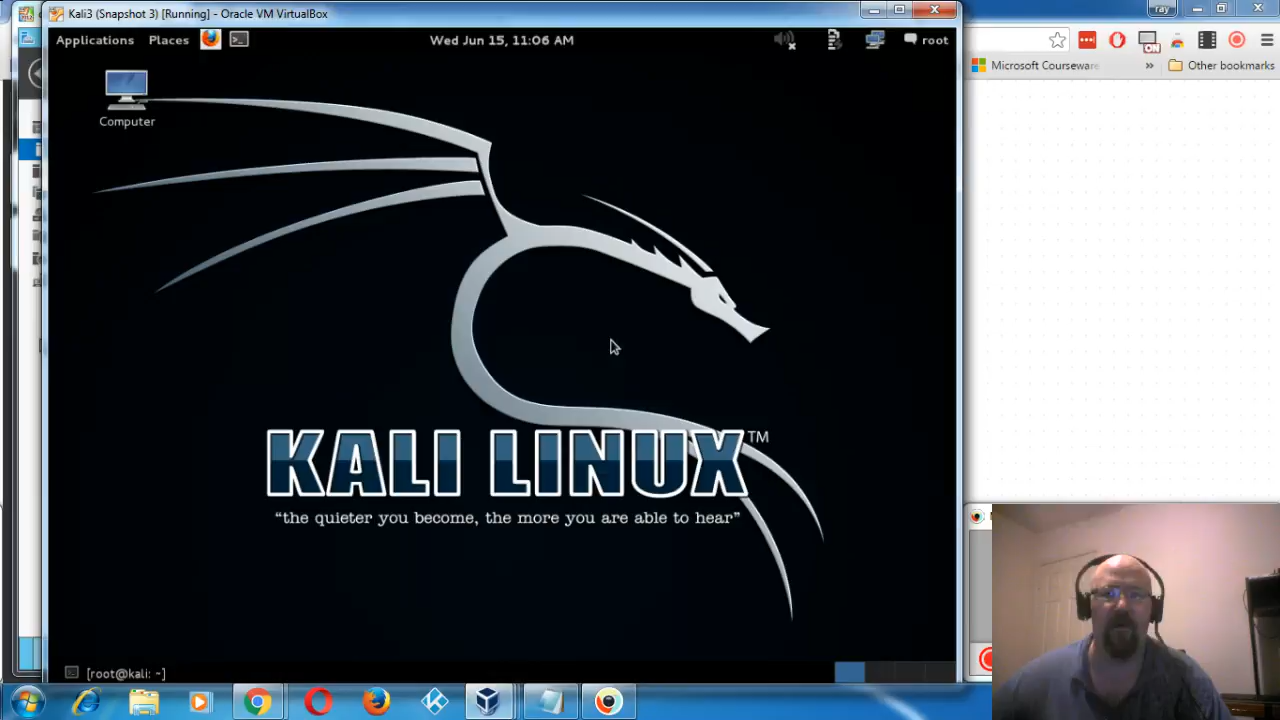 Kali3 (Snapshot 3) [Running] - Oracle VM VirtualBox
ray
Applications Places
Wed Jun 15, 11:06 AM
root
ON
Microsoft Courseware
»
Other bookmarks
Computer
KALI LINUX™
“the quieter you become, the more you are able to hear”
[root@kali: ~]